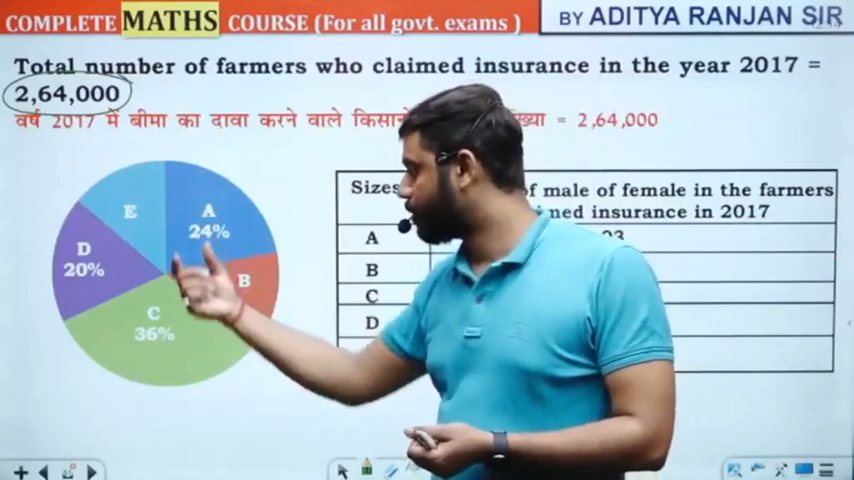 COMPLETE MATHS COURSE (For all govt. exams)
BY ADITYA RANJAN SIR
Total number of farmers who claimed insurance in the year 2017 =
2,64,000
वर्ष 2017 में बीमा का दावा करने वाले = 2,64,000
Sizes of male of female in the farmers
insurance in 2017
A
24%
E
D
20%
B
C
36%
A
B
C
D